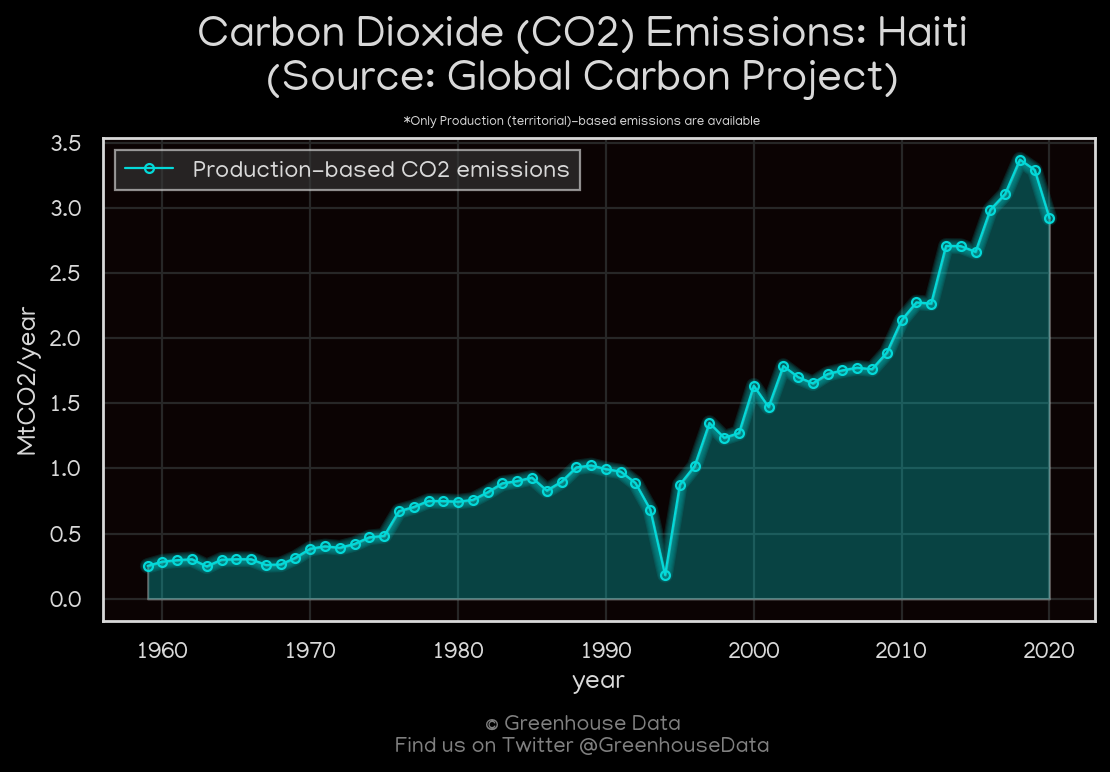 Carbon Dioxide (CO2) Emissions: Haiti
(Source: Global Carbon Project)
*Only Production (territorial)-based emissions are available
Production-based CO2 emissions
3.5
3.0
2.5
2.0
1.5
1.0
0.5
0.0
MtCO2/year
1960 1970 1980 1990 2000 2010 2020
year
© Greenhouse Data
Find us on Twitter @GreenhouseData